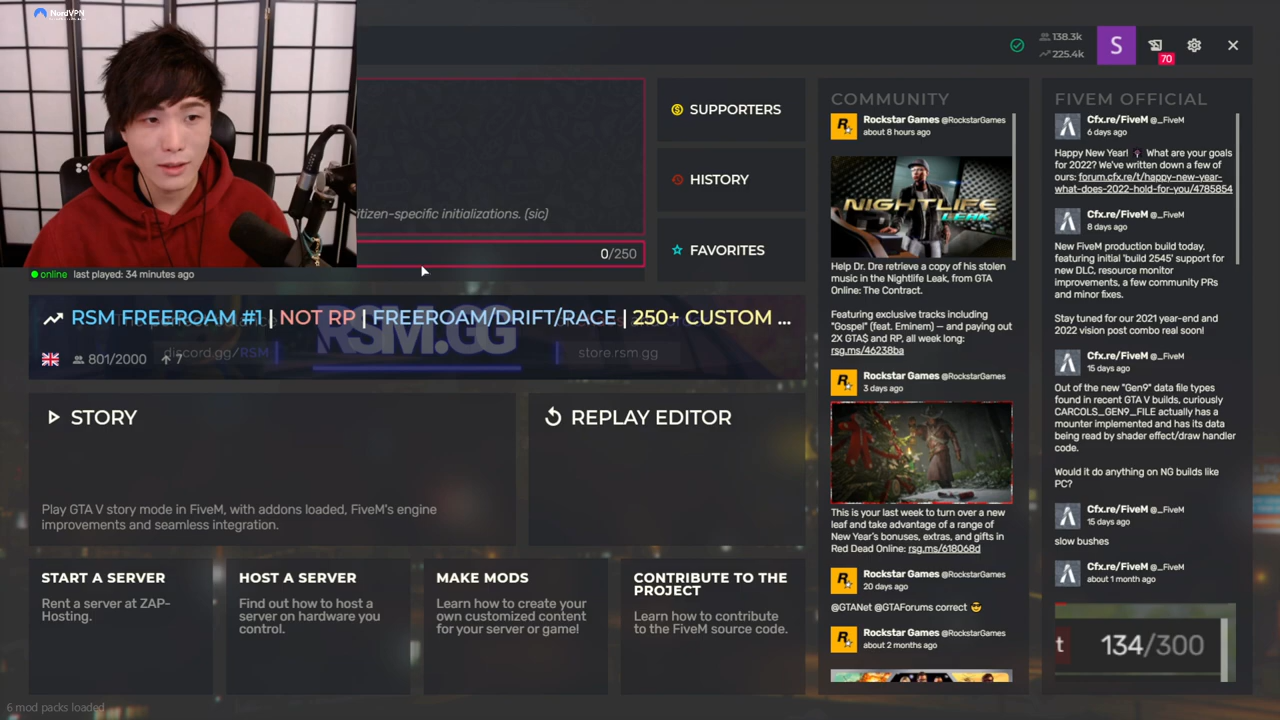 NordVPN
138.3k
225.4k
S
70
itizen-specific initializations. (sic)
0/250
online last played: 34 minutes ago
SUPPORTERS
HISTORY
FAVORITES
RSM FREEROAM #1 | NOT RP | FREEROAM/DRIFT/RACE | 250+ CUSTOM ...
RSM.GG
discord.gg/RSM
store.rsm.gg
801/2000
7
STORY
Play GTA V story mode in FiveM, with addons loaded, FiveM's engine
improvements and seamless integration.
REPLAY EDITOR
START A SERVER
Rent a server at ZAP-
Hosting.
HOST A SERVER
Find out how to host a
server on hardware you
control.
MAKE MODS
Learn how to create your
own customized content
for your server or game!
CONTRIBUTE TO THE
PROJECT
Learn how to contribute
to the FiveM source code.
6 mod packs loaded
COMMUNITY
Rockstar Games @RockstarGames
about 8 hours ago
NIGHTLIFE
LEAK
Help Dr. Dre retrieve a copy of his stolen
music in the Nightlife Leak, from GTA
Online: The Contract.
Featuring exclusive tracks including
"Gospel" (feat. Eminem) — and paying out
2X GTA$ and RP, all week long:
rsg.ms/46238ba
Rockstar Games @RockstarGames
3 days ago
This is your last week to turn over a new
leaf and take advantage of a range of
New Year's bonuses, extras, and gifts in
Red Dead Online: rsg.ms/618068d
Rockstar Games @RockstarGames
20 days ago
@GTANet @GTAForums correct 😎
Rockstar Games @RockstarGames
about 2 months ago
FIVEM OFFICIAL
Cfx.re/FiveM @_FiveM
6 days ago
Happy New Year! What are your goals
for 2022? We've written down a few of
ours: forum.cfx.re/t/happy-new-year-
what-does-2022-hold-for-you/4785854
Cfx.re/FiveM @_FiveM
8 days ago
New FiveM production build today,
featuring initial 'build 2545' support for
new DLC, resource monitor
improvements, a few community PRs
and minor fixes.
Stay tuned for our 2021 year-end and
2022 vision post combo real soon!
Cfx.re/FiveM @_FiveM
15 days ago
Out of the new "Gen9" data file types
found in recent GTA V builds, curiously
CARCOLS_GEN9_FILE actually has a
mounter implemented and has its data
being read by shader effect/draw handler
code.
Would it do anything on NG builds like
PC?
Cfx.re/FiveM @_FiveM
15 days ago
slow bushes
Cfx.re/FiveM @_FiveM
about 1 month ago
t 134/300